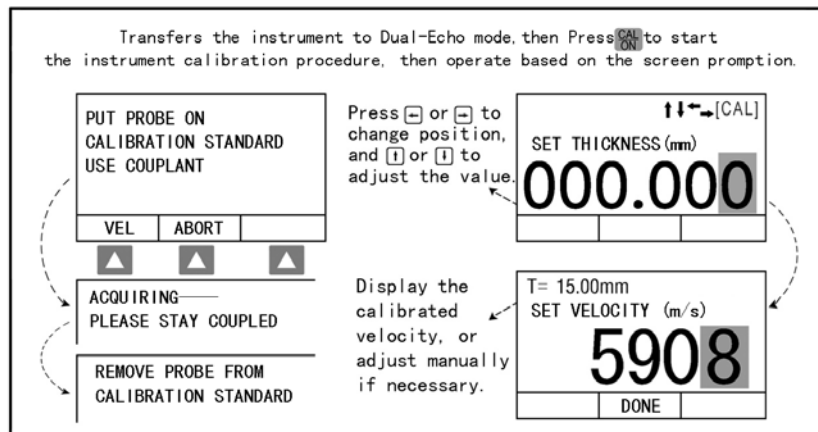 Transfers the instrument to Dual-Echo mode, then Press CAL ON to start
the instrument calibration procedure, then operate based on the screen promption.
PUT PROBE ON
CALIBRATION STANDARD
USE COUPLANT
VEL ABORT
ACQUIRING——
PLEASE STAY COUPLED
REMOVE PROBE FROM
CALIBRATION STANDARD
Press ← or → to
change position,
and ↑ or ↓ to
adjust the value.
↑↓←→[CAL]
SET THICKNESS(mm)
000.000
Display the
calibrated
velocity, or
adjust manually
if necessary.
T= 15.00mm
SET VELOCITY (m/s)
5908
DONE